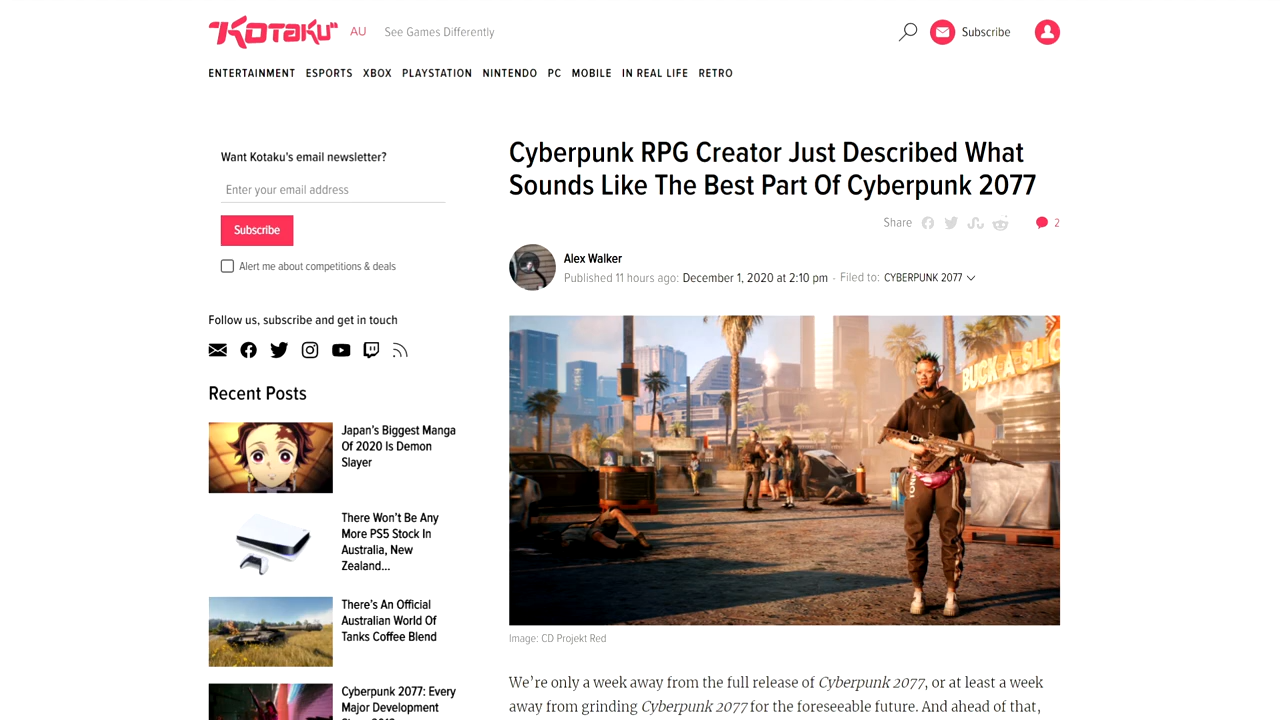 KOTAKU AU See Games Differently
Subscribe
ENTERTAINMENT ESPORTS XBOX PLAYSTATION NINTENDO PC MOBILE IN REAL LIFE RETRO
Want Kotaku's email newsletter?
Enter your email address
Subscribe
Alert me about competitions & deals
Follow us, subscribe and get in touch
Recent Posts
Japan's Biggest Manga
Of 2020 Is Demon
Slayer
There Won't Be Any
More PS5 Stock In
Australia, New
Zealand...
There's An Official
Australian World Of
Tanks Coffee Blend
Cyberpunk 2077: Every
Major Development
Cyberpunk RPG Creator Just Described What
Sounds Like The Best Part Of Cyberpunk 2077
Share 2
Alex Walker
Published 11 hours ago: December 1, 2020 at 2:10 pm - Filed to: CYBERPUNK 2077
BUCK A SLIC
Image: CD Projekt Red
We're only a week away from the full release of Cyberpunk 2077, or at least a week
away from grinding Cyberpunk 2077 for the foreseeable future. And ahead of that,